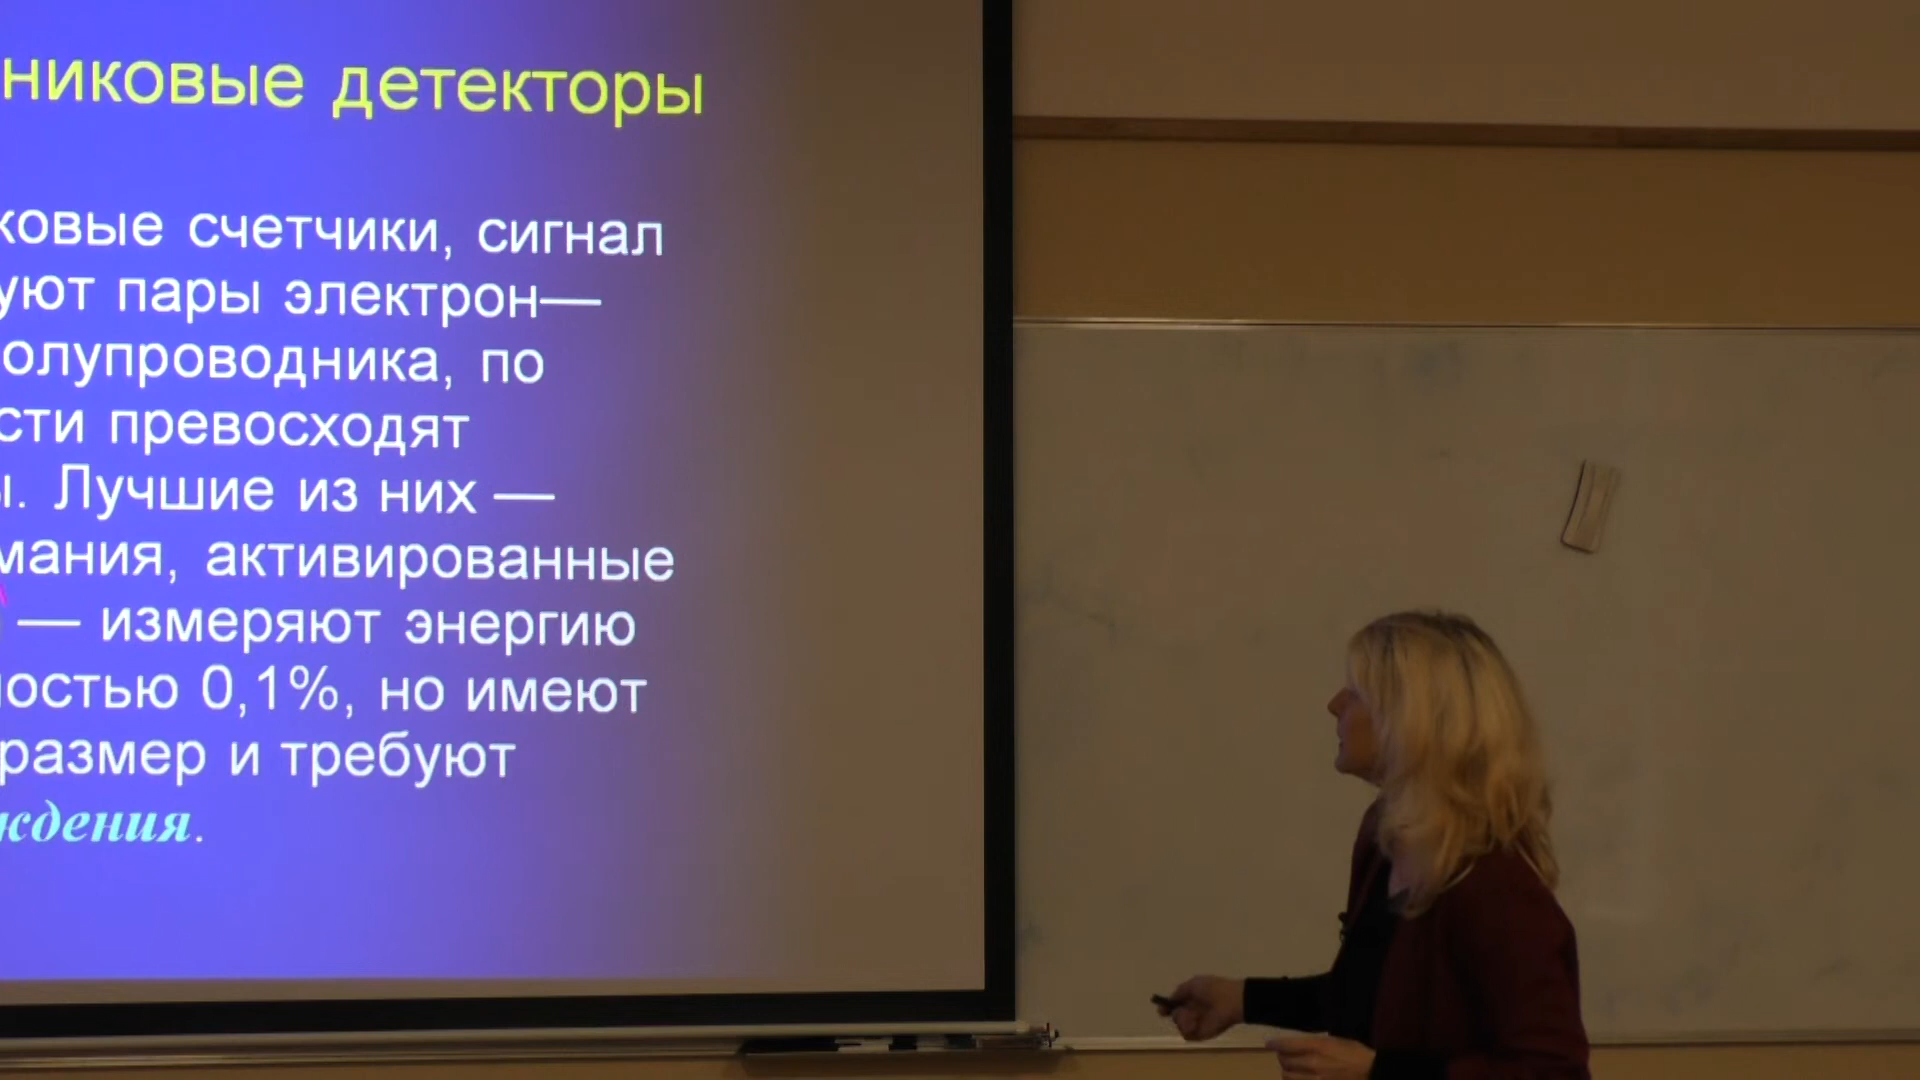 никовые детекторы
ковые счетчики, сигнал
уют пары электрон—
олупроводника, по
сти превосходят
. Лучшие из них —
мания, активированные
— измеряют энергию
остью 0,1%, но имеют
размер и требуют
ждения.